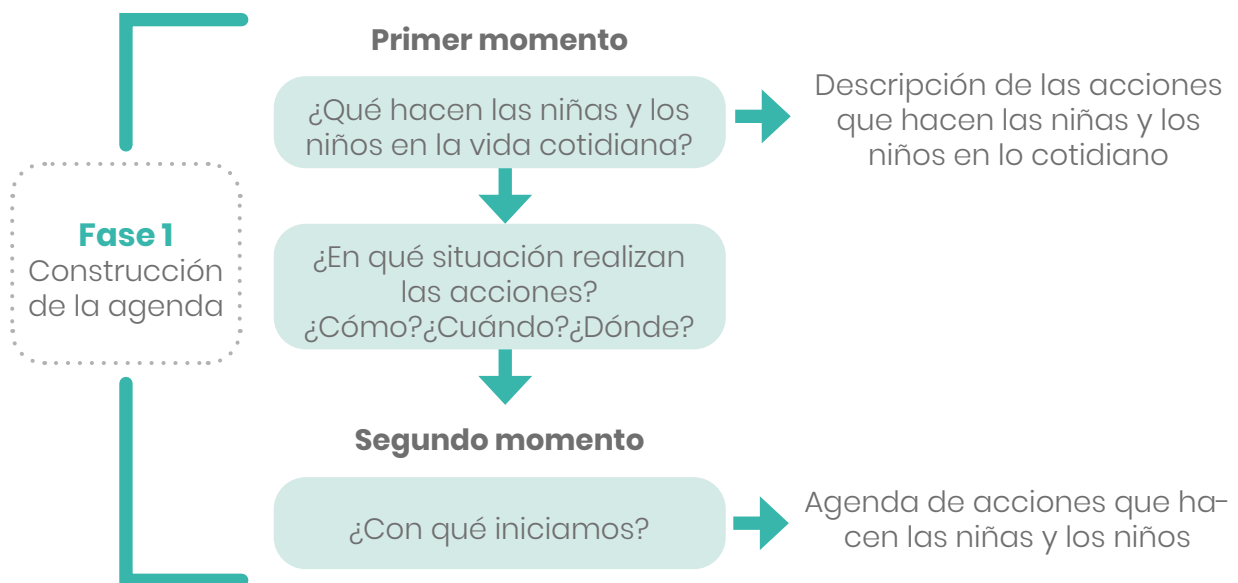 Primer momento
¿Qué hacen las niñas y los
niños en la vida cotidiana?
Descripción de las acciones
que hacen las niñas y los
niños en lo cotidiano
Fase 1
Construcción
de la agenda
¿En qué situación realizan
las acciones?
¿Cómo?¿Cuándo?¿Dónde?
Segundo momento
¿Con qué iniciamos?
Agenda de acciones que ha-
cen las niñas y los niños